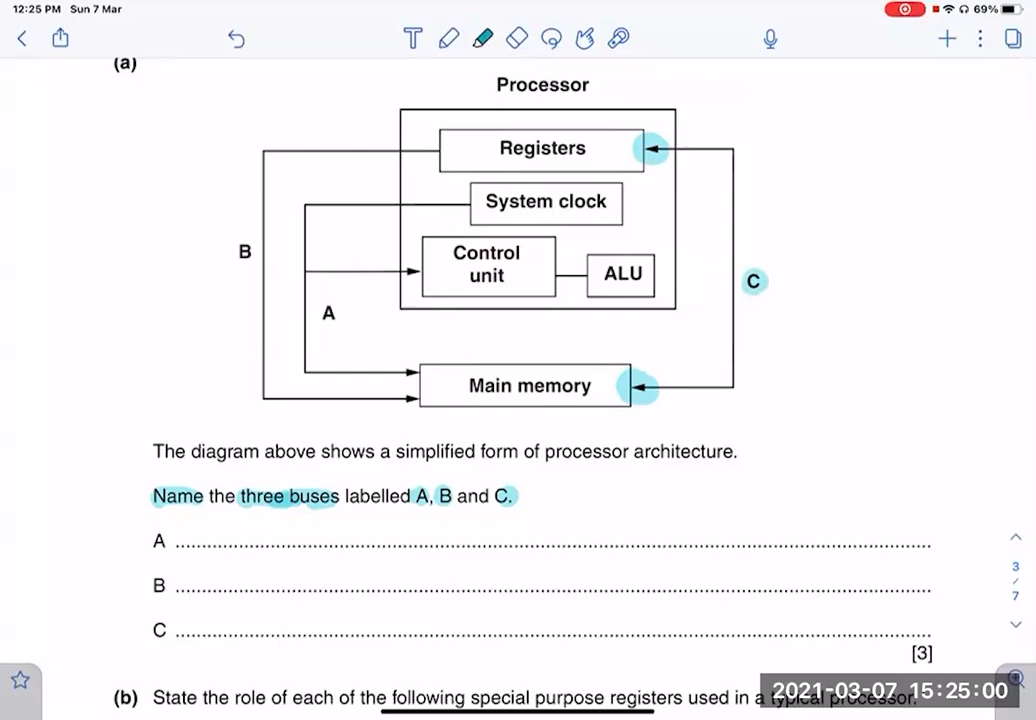 12:25 PM Sun 7 Mar
69%
(a)
Processor
Registers
System clock
Control
unit
ALU
B
A
C
Main memory
The diagram above shows a simplified form of processor architecture.
Name the three buses labelled A, B and C.
A ........................................................................
B ........................................................................
C ........................................................................
[3]
3
/
7
(b) State the role of each of the following special purpose registers used in a typical processor.
2021-03-07 15:25:00